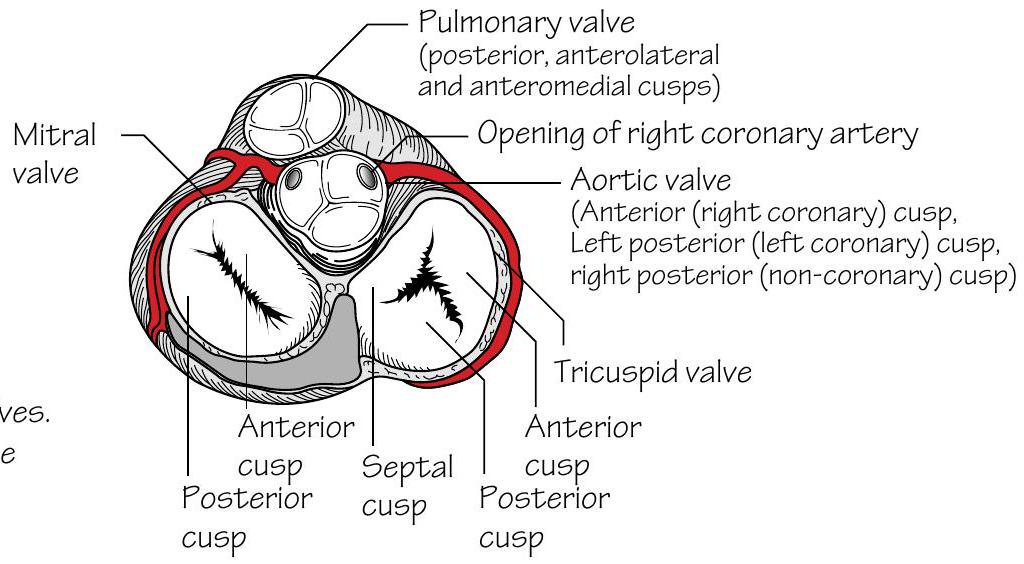 Pulmonary valve
(posterior, anterolateral
and anteromedial cusps)
Mitral
valve
Opening of right coronary artery
Aortic valve
(Anterior (right coronary) cusp,
Left posterior (left coronary) cusp,
right posterior (non-coronary) cusp)
Tricuspid valve
ves.
e
Anterior
cusp
Posterior
cusp
Septal
cusp
Anterior
cusp
Posterior
cusp